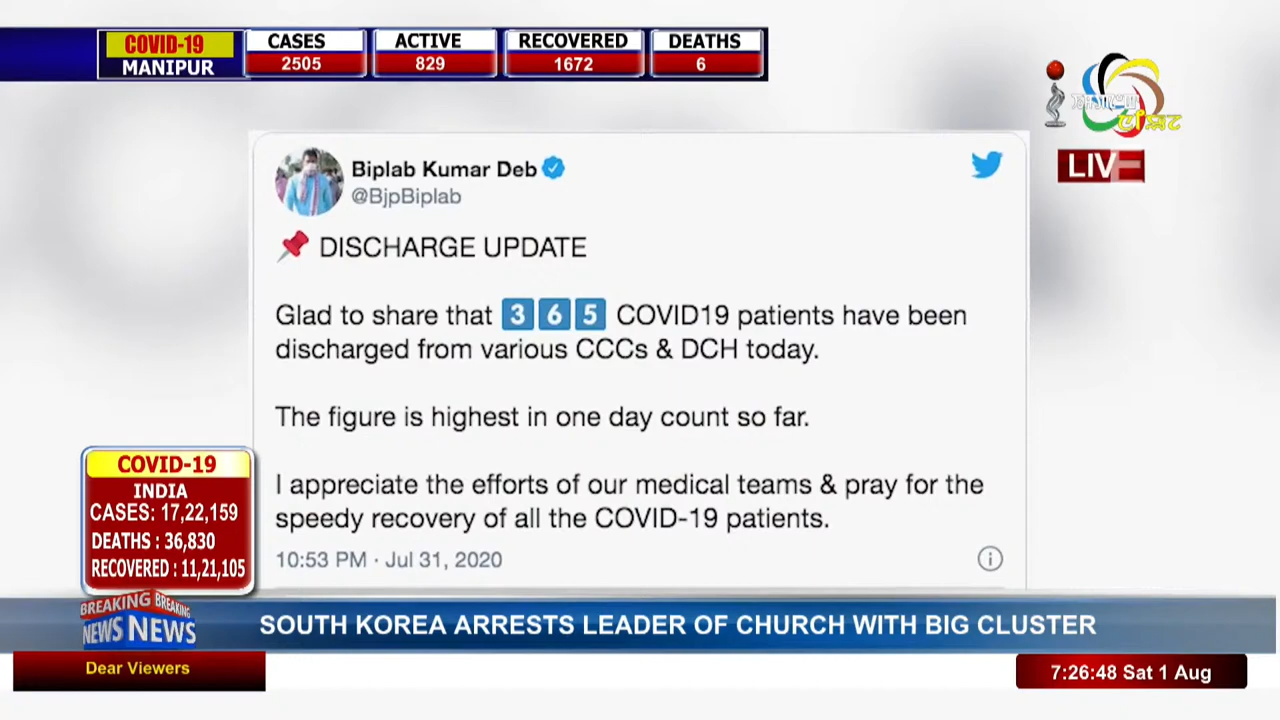 COVID-19
MANIPUR
CASES
2505
ACTIVE
829
RECOVERED
1672
DEATHS
6
LIVE
Biplab Kumar Deb
@BjpBiplab
📌 DISCHARGE UPDATE
Glad to share that 3️⃣6️⃣5️⃣ COVID19 patients have been
discharged from various CCCs & DCH today.
The figure is highest in one day count so far.
I appreciate the efforts of our medical teams & pray for the
speedy recovery of all the COVID-19 patients.
10:53 PM · Jul 31, 2020
COVID-19
INDIA
CASES: 17,22,159
DEATHS : 36,830
RECOVERED : 11,21,105
BREAKING BREAKING
NEWS NEWS
SOUTH KOREA ARRESTS LEADER OF CHURCH WITH BIG CLUSTER
Dear Viewers
7:26:48 Sat 1 Aug